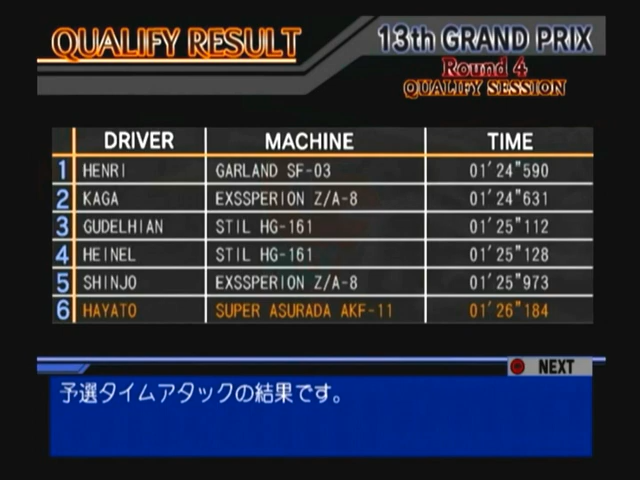 QUALIFY RESULT
13th GRAND PRIX
Round 4
QUALIFY SESSION
DRIVER MACHINE TIME
1 HENRI GARLAND SF-03 01'24"590
2 KAGA EXSSPERION Z/A-8 01'24"631
3 GUDELHIAN STIL HG-161 01'25"112
4 HEINEL STIL HG-161 01'25"128
5 SHINJO EXSSPERION Z/A-8 01'25"973
6 HAYATO SUPER ASURADA AKF-11 01'26"184
NEXT
予選タイムアタックの結果です。